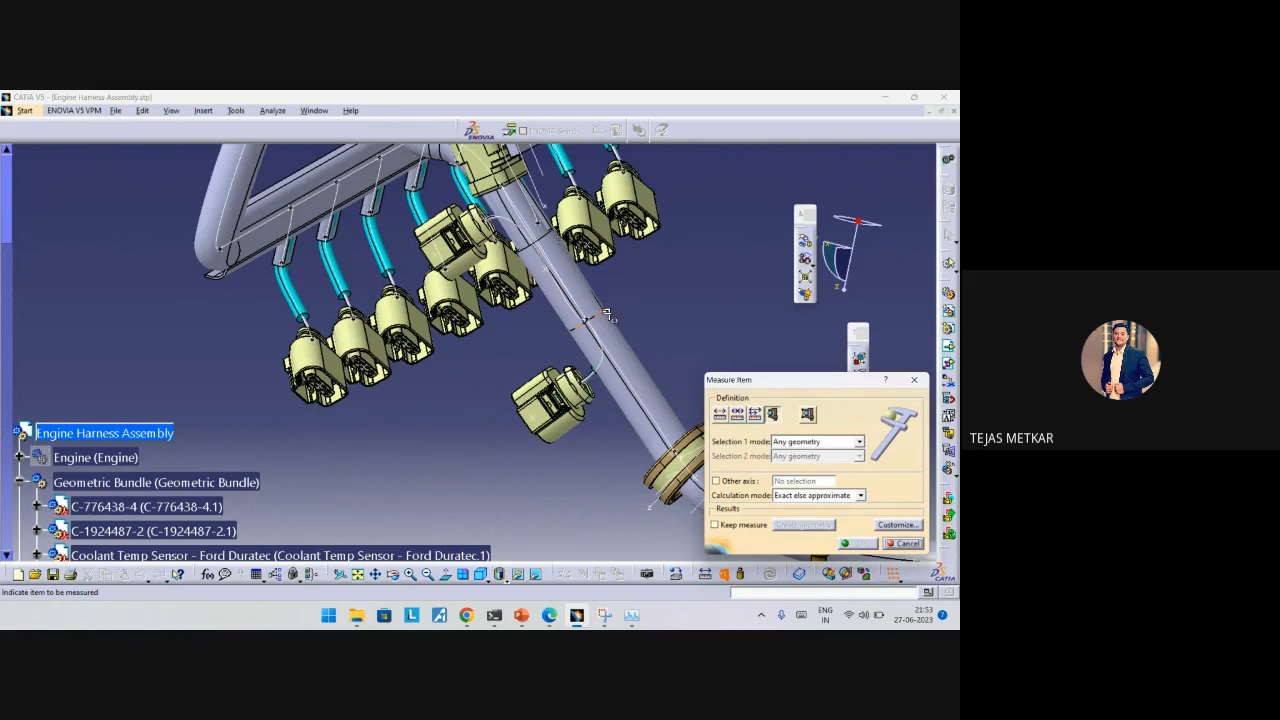 CATIA V5 - [Engine Harness Assembly.stp]
Start ENOVIA V5 VPM File Edit View Insert Tools Analyze Window Help
ENOVIA Search
Measure Item
Definition
Selection 1 mode: Any geometry
Selection 2 mode: Any geometry
Other axis : No selection
Calculation mode: Exact else approximate
Results
Keep measure Create geometry Customize...
Cancel
Engine Harness Assembly
Engine (Engine)
Geometric Bundle (Geometric Bundle)
C-776438-4 (C-776438-4.1)
C-1924487-2 (C-1924487-2.1)
Coolant Temp Sensor - Ford Duratec (Coolant Temp Sensor - Ford Duratec.1)
Indicate item to be measured
ENG
IN
21:53
27-06-2023
TEJAS METKAR